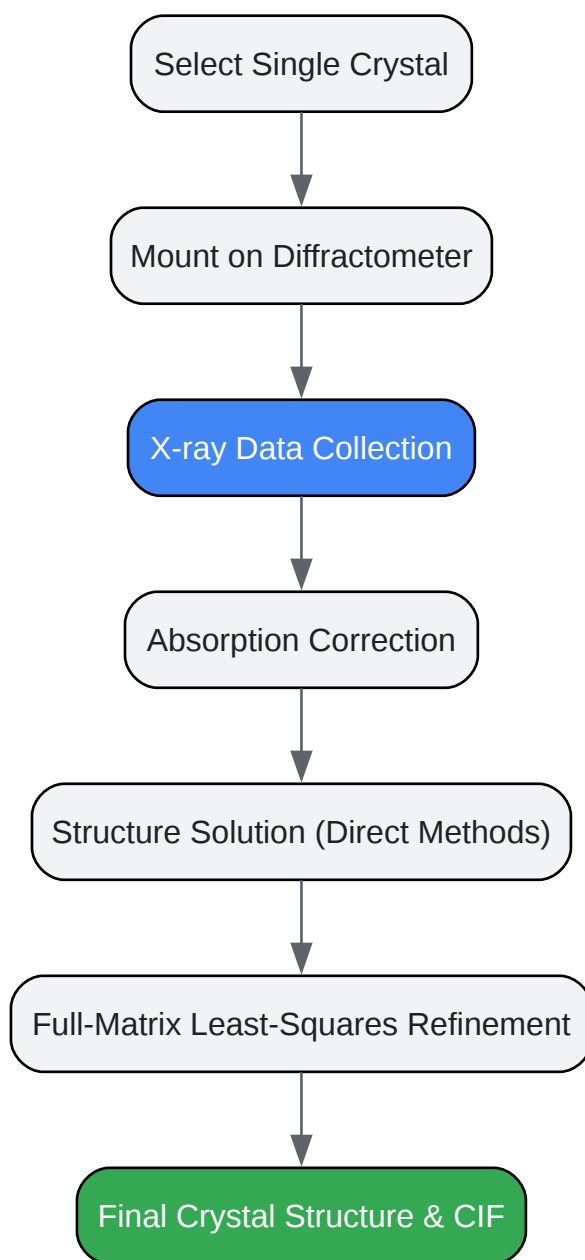 Select Single Crystal
Mount on Diffractometer
X-ray Data Collection
Absorption Correction
Structure Solution (Direct Methods)
Full-Matrix Least-Squares Refinement
Final Crystal Structure & CIF